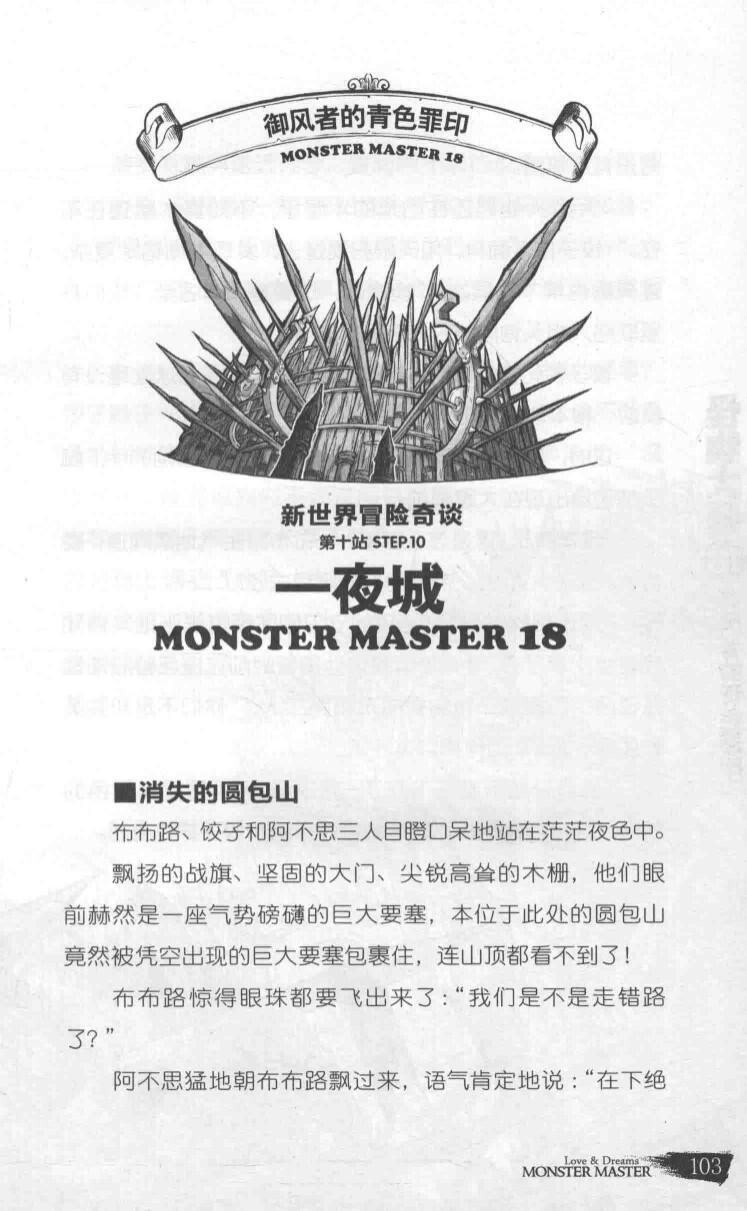 御风者的青色罪印
MONSTER MASTER 18
新世界冒险奇谈
第十站 STEP.10
一夜城
MONSTER MASTER 18
■消失的圆包山
布布路、饺子和阿不思三人目瞪口呆地站在茫茫夜色中。
飘扬的战旗、坚固的大门、尖锐高耸的木栅，他们眼
前赫然是一座气势磅礴的巨大要塞，本位于此处的圆包山
竟然被凭空出现的巨大要塞包裹住，连山顶都看不到了！
布布路惊得眼珠都要飞出来了：“我们是不是走错路
了？”
阿不思猛地朝布布路飘过来，语气肯定地说：“在下绝
Love & Dreams
MONSTER MASTER 103